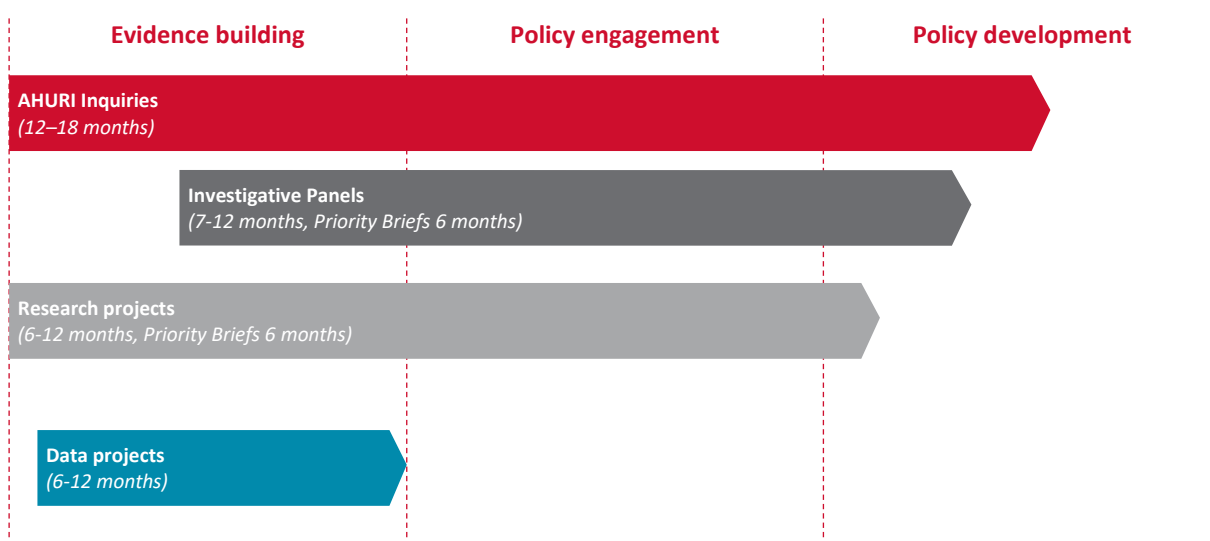 Evidence building
Policy engagement
Policy development
AHURI Inquiries
(12–18 months)
Investigative Panels
(7-12 months, Priority Briefs 6 months)
Research projects
(6-12 months, Priority Briefs 6 months)
Data projects
(6-12 months)